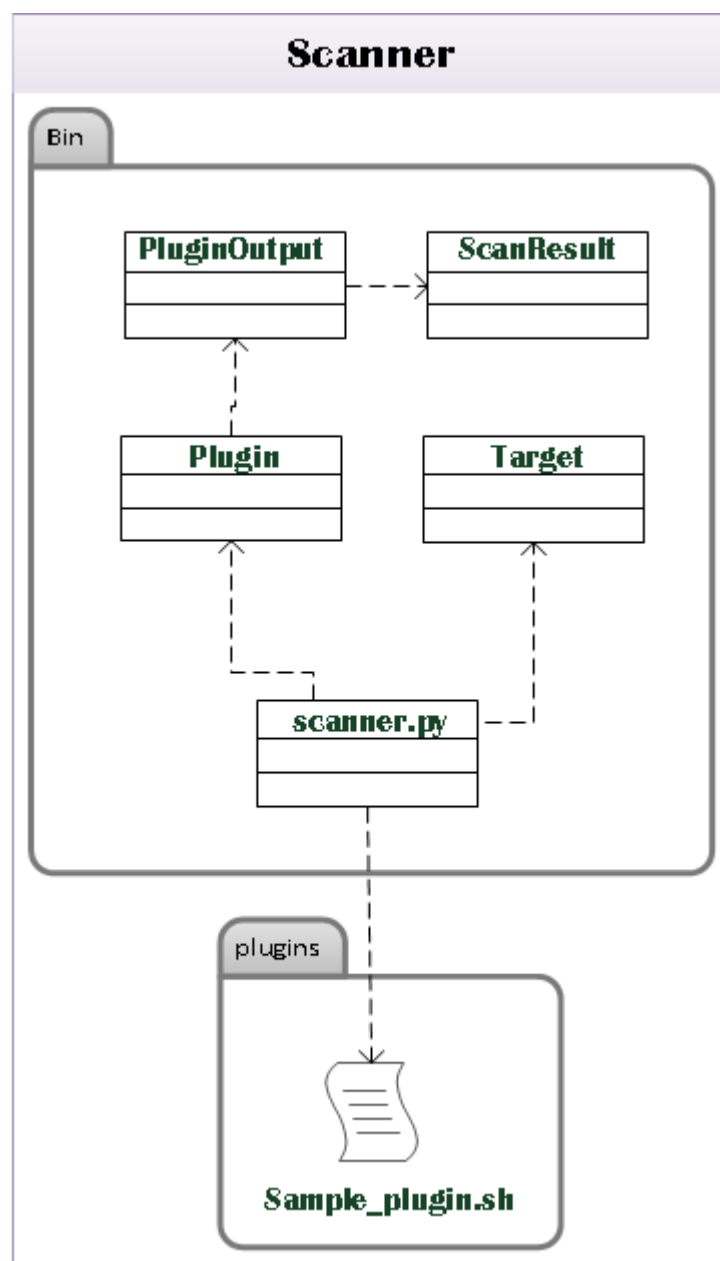 Scanner
Bin
PluginOutput
ScanResult
Plugin
Target
scanner.py
plugins
Sample_plugin.sh